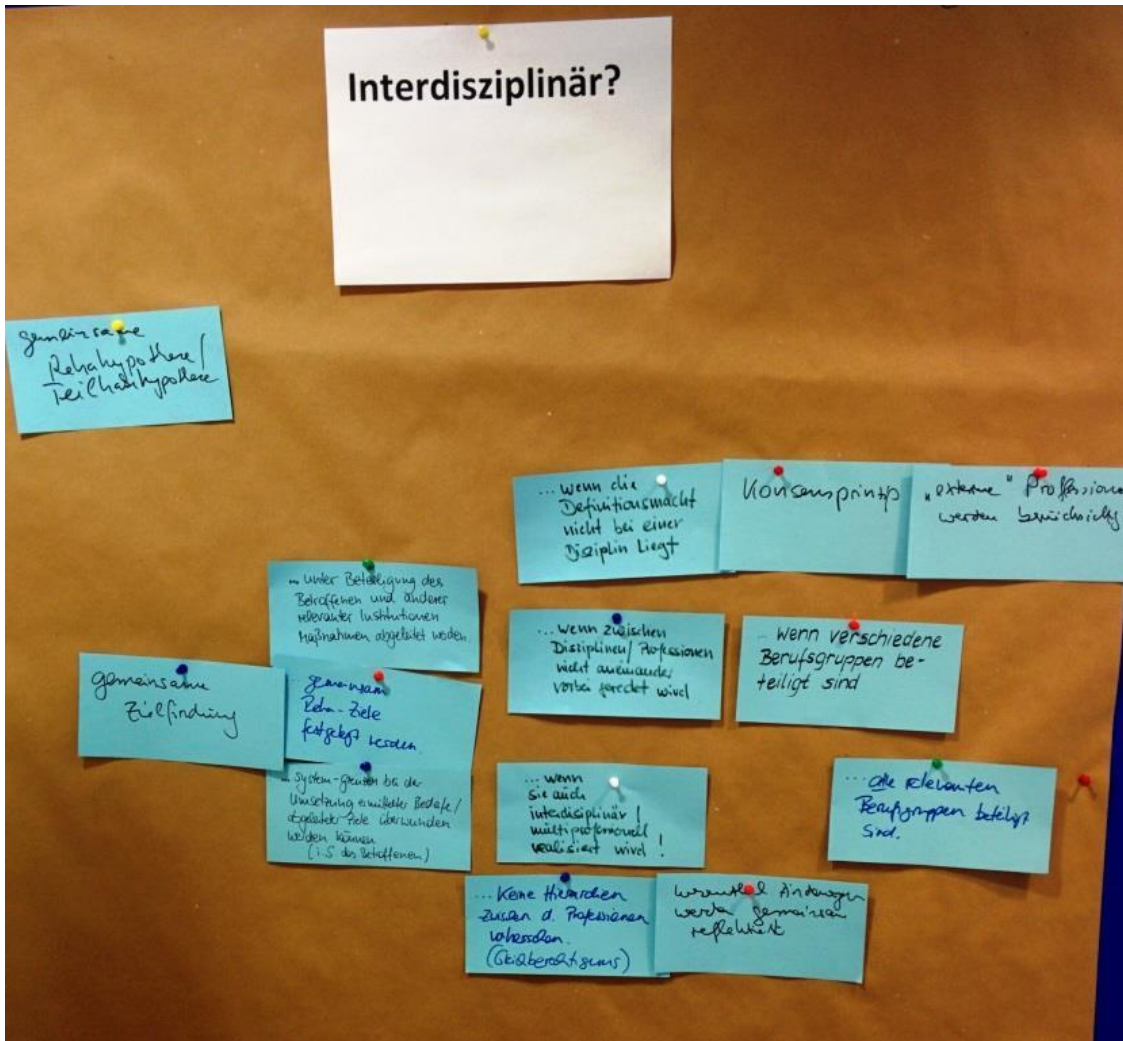 Interdisziplinär?
gemeinsame
Rehahypothese/
Teilhabehypothese
... wenn die
Definitionsmacht
nicht bei einer
Disziplin liegt
Konsensprinzip
„externe" Professione
werden berücksichtig
... unter Beteiligung des
Betroffenen und anderer
relevanter Institutionen
Maßnahmen abgeleitet werden.
... wenn zwischen
Disziplinen/Professionen
nicht aneinander
vorbei geredet wird
... wenn verschiedene
Berufsgruppen be-
teiligt sind
gemeinsame
Zielfindung
... gemeinsam
Reha-Ziele
festgelegt werden.
... System-Grenzen bei der
Umsetzung ermittelter Bedarfe/
abgeleiteter Ziele überwunden
werden können
(i.S. des Betroffenen)
... wenn
sie auch
interdisziplinär/
multiprofessionell
realisiert wird!
... alle relevanten
Berufsgruppen beteiligt
sind.
... Keine Hierarchien
zwischen d. Professionen
vorherrschen.
(Gleichberechtigung)
Änderungen
werden gemeinsam
reflektiert